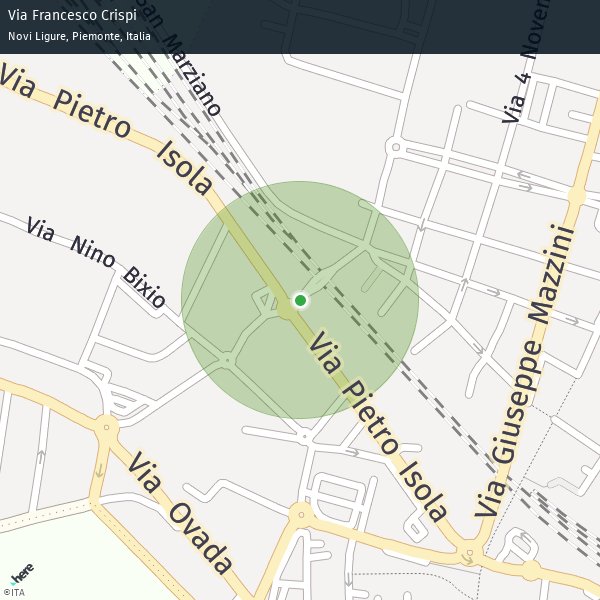 Via Francesco Crispi
Novi Ligure, Piemonte, Italia
San Marziano
Via 4 Novem
Via Pietro Isola
Via Nino Bixio
Via Giuseppe Mazzini
Via Pietro Isola
Via Ovada
here
©ITA